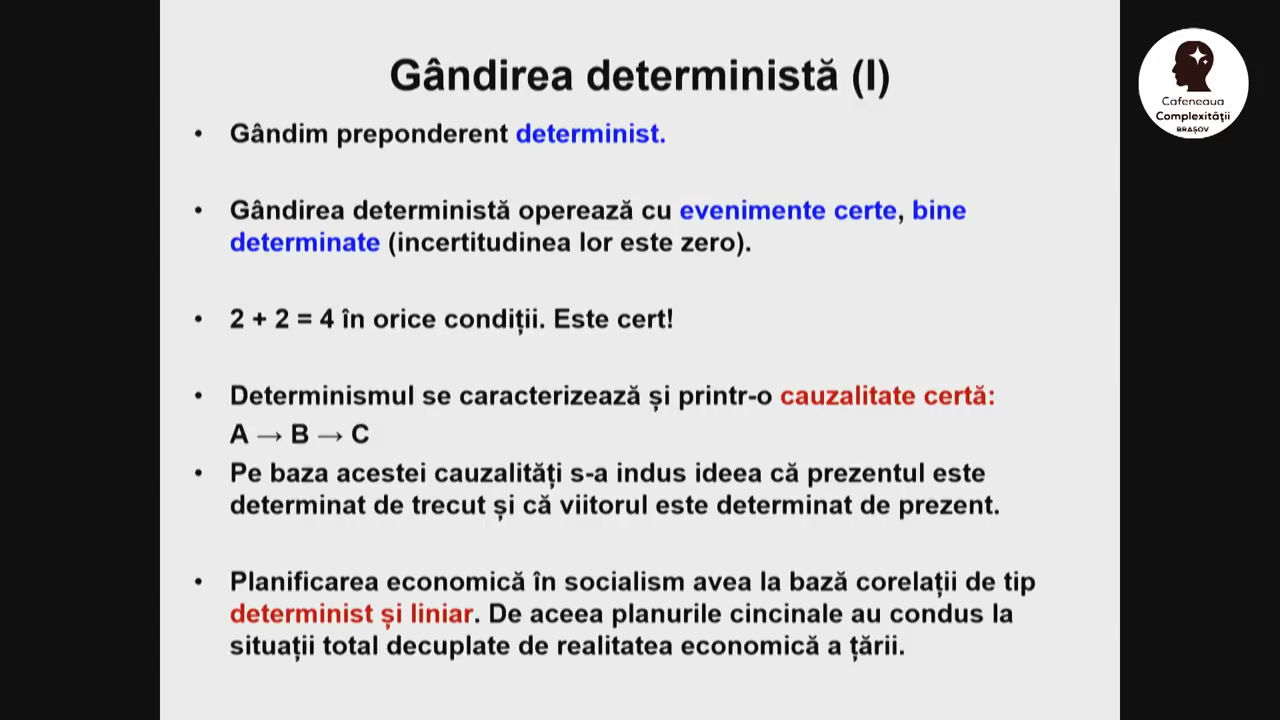 Gândirea deterministă (I)
• Gândim preponderent determinist.
• Gândirea deterministă operează cu evenimente certe, bine
determinate (incertitudinea lor este zero).
• 2 + 2 = 4 în orice condiții. Este cert!
• Determinismul se caracterizează și printr-o cauzalitate certă:
A → B → C
• Pe baza acestei cauzalități s-a indus ideea că prezentul este
determinat de trecut și că viitorul este determinat de prezent.
• Planificarea economică în socialism avea la bază corelații de tip
determinist și liniar. De aceea planurile cincinale au condus la
situații total decuplate de realitatea economică a țării.
Cafeneaua
Complexității
BRAȘOV